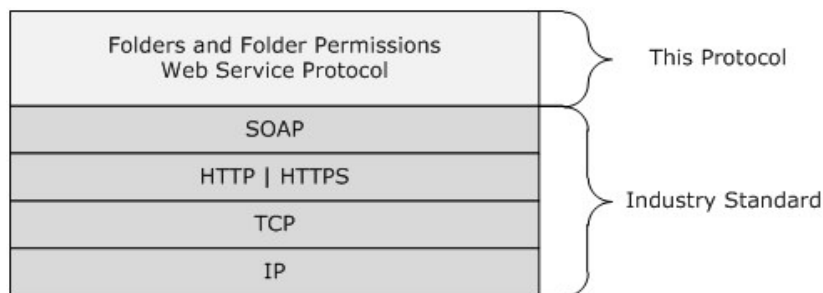 Folders and Folder Permissions
Web Service Protocol
This Protocol
SOAP
HTTP | HTTPS
Industry Standard
TCP
IP